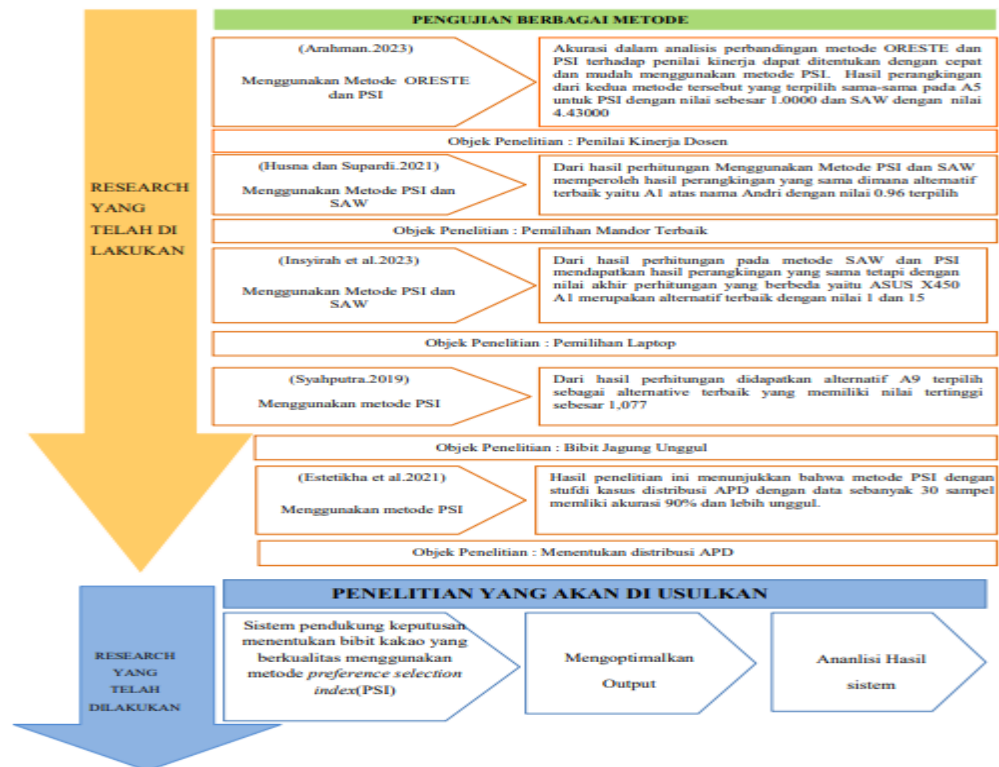 PENGUJIAN BERBAGAI METODE
RESEARCH
YANG
TELAH DI
LAKUKAN
(Arahman.2023)
Menggunakan Metode ORESTE
dan PSI
Akurasi dalam analisis perbandingan metode ORESTE dan
PSI terhadap penilai kinerja dapat ditentukan dengan cepat
dan mudah menggunakan metode PSI. Hasil perangkingan
dari kedua metode tersebut yang terpilih sama-sama pada A5
untuk PSI dengan nilai sebesar 1.0000 dan SAW dengan nilai
4.43000
Objek Penelitian : Penilai Kinerja Dosen
(Husna dan Supardi.2021)
Menggunakan Metode PSI dan
SAW
Dari hasil perhitungan Menggunakan Metode PSI dan SAW
memperoleh hasil perangkingan yang sama dimana alternatif
terbaik yaitu A1 atas nama Andri dengan nilai 0.96 terpilih
Objek Penelitian : Pemilihan Mandor Terbaik
(Insyirah et al.2023)
Menggunakan Metode PSI dan
SAW
Dari hasil perhitungan pada metode SAW dan PSI
mendapatkan hasil perangkingan yang sama tetapi dengan
nilai akhir perhitungan yang berbeda yaitu ASUS X450
A1 merupakan alternatif terbaik dengan nilai 1 dan 15
Objek Penelitian : Pemilihan Laptop
(Syahputra.2019)
Menggunakan metode PSI
Dari hasil perhitungan didapatkan alternatif A9 terpilih
sebagai alternative terbaik yang memiliki nilai tertinggi
sebesar 1,077
Objek Penelitian : Bibit Jagung Unggul
(Estetikha et al.2021)
Menggunakan metode PSI
Hasil penelitian ini menunjukkan bahwa metode PSI dengan
stufdi kasus distribusi APD dengan data sebanyak 30 sampel
memliki akurasi 90% dan lebih unggul.
Objek Penelitian : Menentukan distribusi APD
PENELITIAN YANG AKAN DI USULKAN
RESEARCH
YANG
TELAH
DILAKUKAN
Sistem pendukung keputusan
menentukan bibit kakao yang
berkualitas menggunakan
metode preference selection
index(PSI)
Mengoptimalkan
Output
Ananlisi Hasil
sistem